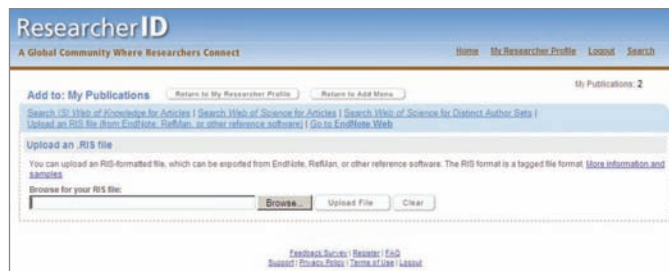 ResearcherID
A Global Community Where Researchers Connect
Home My Researcher Profile Logout Search
My Publications: 2
Add to: My Publications Return to My Researcher Profile Return to Add Menu
Search ISI Web of Knowledge for Articles | Search Web of Science for Articles | Search Web of Science for Distinct Author Sets |
Upload an RIS file (from EndNote, RefMan, or other reference software) | Go to EndNote Web
Upload an .RIS file
You can upload an RIS-formatted file, which can be exported from EndNote, RefMan, or other reference software. The RIS format is a tagged file format. More information and
samples
Browse for your RIS file:
Browse... Upload File Clear
Feedback Survey | Register | FAQ
Support | Privacy Policy | Terms of Use | Logout